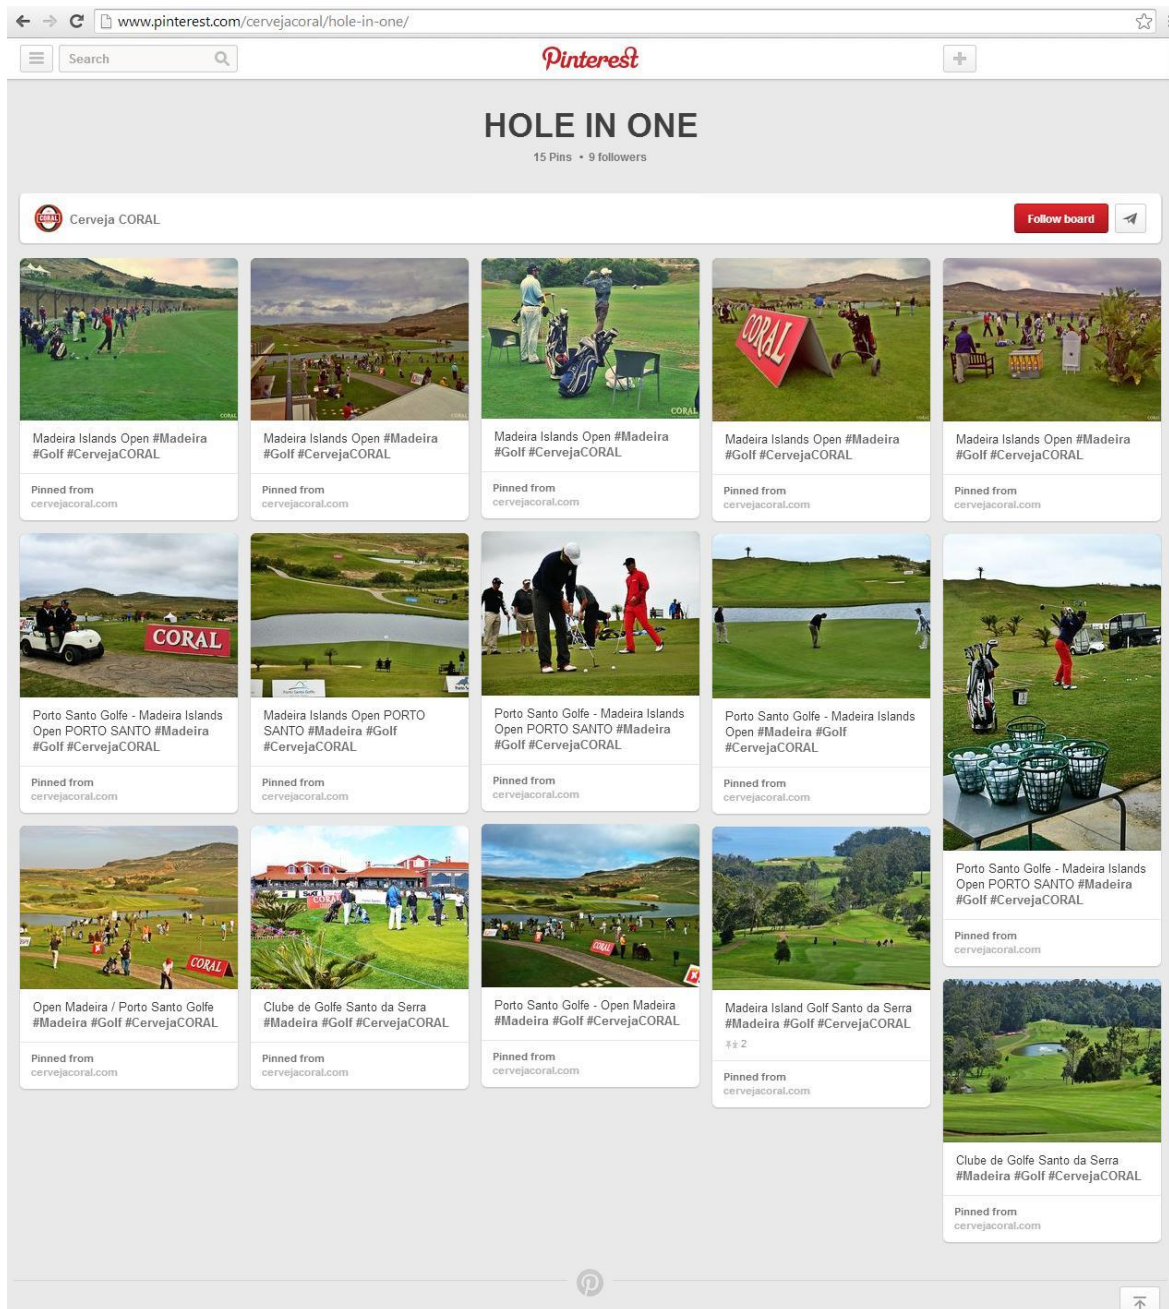 www.pinterest.com/cervejacoral/hole-in-one/
Search
Pinterest
HOLE IN ONE
15 Pins • 9 followers
Cerveja CORAL
Follow board
CORAL
Madeira Islands Open #Madeira
#Golf #CervejaCORAL
Pinned from
cervejacoral.com
CORAL
Madeira Islands Open #Madeira
#Golf #CervejaCORAL
Pinned from
cervejacoral.com
CORAL
Madeira Islands Open #Madeira
#Golf #CervejaCORAL
Pinned from
cervejacoral.com
CORAL
Madeira Islands Open #Madeira
#Golf #CervejaCORAL
Pinned from
cervejacoral.com
Madeira Islands Open #Madeira
#Golf #CervejaCORAL
Pinned from
cervejacoral.com
CORAL
Porto Santo Golfe - Madeira Islands
Open PORTO SANTO #Madeira
#Golf #CervejaCORAL
Pinned from
cervejacoral.com
Porto Santo Golfe
Madeira Islands Open PORTO
SANTO #Madeira #Golf
#CervejaCORAL
Pinned from
cervejacoral.com
Porto Santo Golfe - Madeira Islands
Open PORTO SANTO #Madeira
#Golf #CervejaCORAL
Pinned from
cervejacoral.com
Porto Santo Golfe - Madeira Islands
Open #Madeira #Golf
#CervejaCORAL
Pinned from
cervejacoral.com
Porto Santo Golfe - Madeira Islands
Open PORTO SANTO #Madeira
#Golf #CervejaCORAL
Pinned from
cervejacoral.com
CORAL
Open Madeira / Porto Santo Golfe
#Madeira #Golf #CervejaCORAL
Pinned from
cervejacoral.com
CORAL
Clube de Golfe Santo da Serra
#Madeira #Golf #CervejaCORAL
Pinned from
cervejacoral.com
CORAL
Porto Santo Golfe - Open Madeira
#Madeira #Golf #CervejaCORAL
Pinned from
cervejacoral.com
Madeira Island Golf Santo da Serra
#Madeira #Golf #CervejaCORAL
2
Pinned from
cervejacoral.com
Clube de Golfe Santo da Serra
#Madeira #Golf #CervejaCORAL
Pinned from
cervejacoral.com